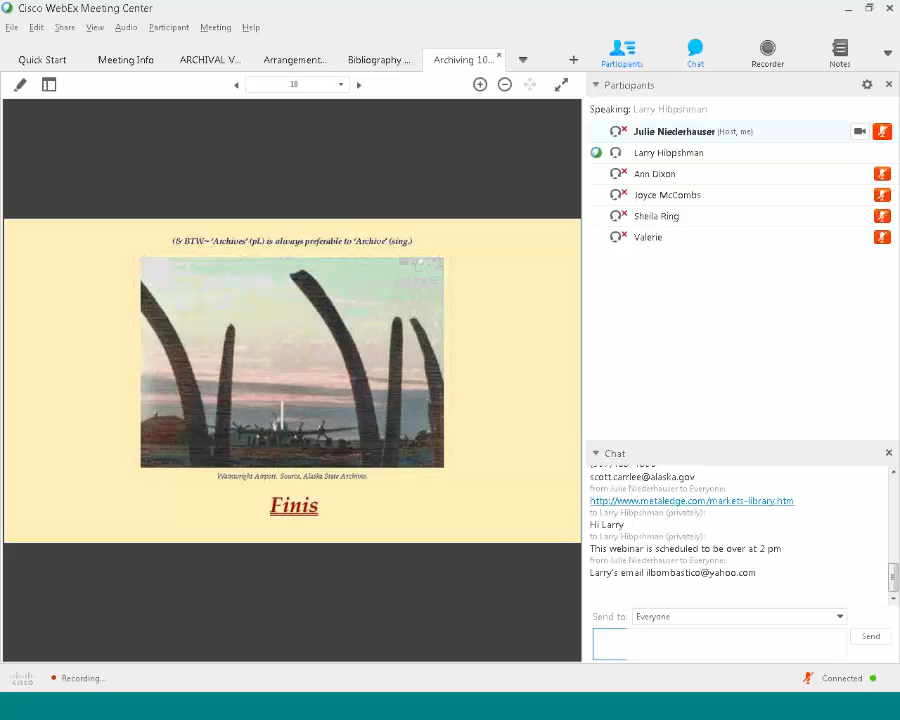 Cisco WebEx Meeting Center
File Edit Share View Audio Participant Meeting Help
Quick Start Meeting Info ARCHIVAL V... Arrangement... Bibliography ... Archiving 10...
Participants Chat Recorder Notes
18
Participants
Speaking: Larry Hibpshman
Julie Niederhauser (Host, me)
Larry Hibpshman
Ann Dixon
Joyce McCombs
Sheila Ring
Valerie
(& BTW~ 'Archives' (pl.) is always preferable to 'Archive' (sing.)
Wainwright Airport. Source, Alaska State Archives.
Finis
Chat
scott.carrlee@alaska.gov
from Julie Niederhauser to Everyone:
http://www.metaledge.com/markets-library.htm
to Larry Hibpshman (privately):
Hi Larry
to Larry Hibpshman (privately):
This webinar is scheduled to be over at 2 pm
from Julie Niederhauser to Everyone:
Larry's email ilbombastico@yahoo.com
Send to: Everyone
Send
cisco Recording... Connected